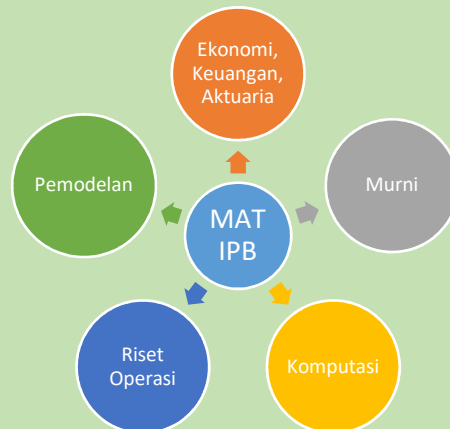 Ekonomi,
Keuangan,
Aktuaria
Pemodelan
Murni
MAT
IPB
Riset
Operasi
Komputasi